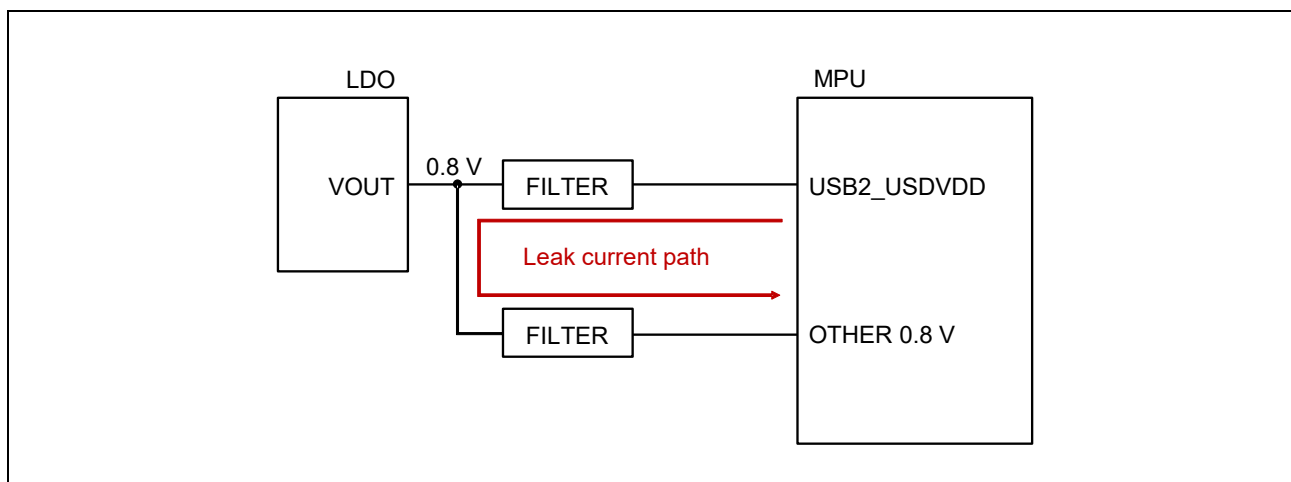 LDO
MPU
0.8 V
VOUT
FILTER
USB2_USDVDD
Leak current path
FILTER
OTHER 0.8 V